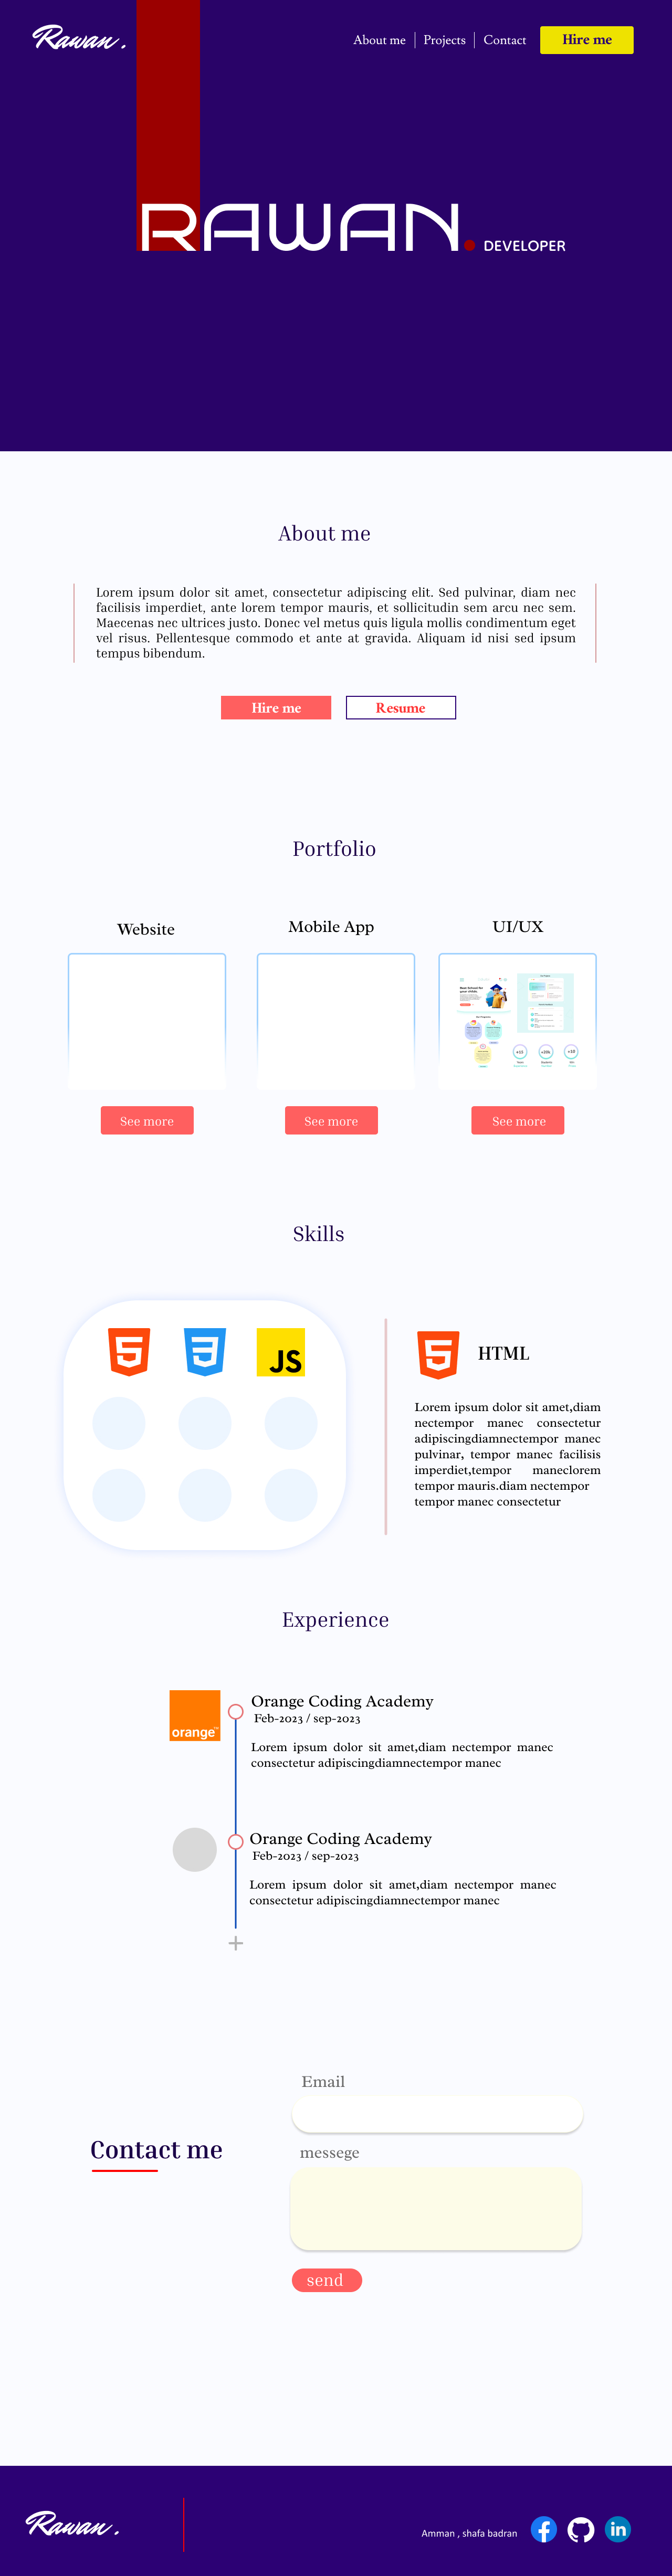 Rawan.
About me
Projects
Contact
Hire me
RAWAN.
DEVELOPER
About me
Lorem ipsum dolor sit amet, consectetur adipiscing elit. Sed pulvinar, diam nec
facilisis imperdiet, ante lorem tempor mauris, et sollicitudin sem arcu nec sem.
Maecenas nec ultrices justo. Donec vel metus quis ligula mollis condimentum eget
vel risus. Pellentesque commodo et ante at gravida. Aliquam id nisi sed ipsum
tempus bibendum.
Hire me
Resume
Portfolio
Website
Mobile App
UI/UX
See more
See more
See more
Skills
JS
HTML
Lorem ipsum dolor sit amet,diam
nectempor manec consectetur
adipiscingdiamnectempor manec
pulvinar, tempor manec facilisis
imperdiet,tempor maneclorem
tempor mauris.diam nectempor
tempor manec consectetur
Experience
orange™
Orange Coding Academy
Feb-2023 / sep-2023
Lorem ipsum dolor sit amet,diam nectempor manec
consectetur adipiscingdiamnectempor manec
Orange Coding Academy
Feb-2023 / sep-2023
Lorem ipsum dolor sit amet,diam nectempor manec
consectetur adipiscingdiamnectempor manec
Email
Contact me
messege
send
Rawan.
Amman , shafa badran
in